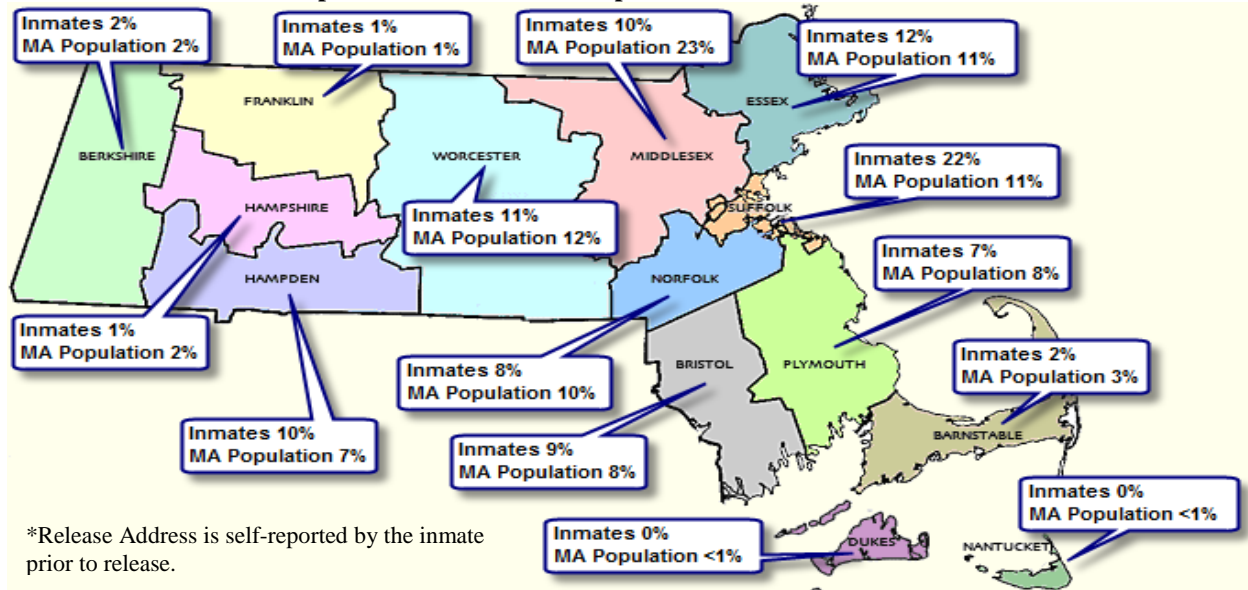 Inmates 2%
MA Population 2%
Inmates 1%
MA Population 1%
Inmates 10%
MA Population 23%
Inmates 12%
MA Population 11%
FRANKLIN
ESSEX
BERKSHIRE
WORCESTER
MIDDLESEX
Inmates 22%
MA Population 11%
HAMPSHIRE
SUFFOLK
Inmates 11%
MA Population 12%
Inmates 7%
MA Population 8%
HAMPDEN
NORFOLK
Inmates 1%
MA Population 2%
Inmates 8%
MA Population 10%
BRISTOL
PLYMOUTH
Inmates 2%
MA Population 3%
Inmates 10%
MA Population 7%
Inmates 9%
MA Population 8%
BARNSTABLE
Inmates 0%
MA Population <1%
*Release Address is self-reported by the inmate
prior to release.
Inmates 0%
MA Population <1%
DUKES
NANTUCKET